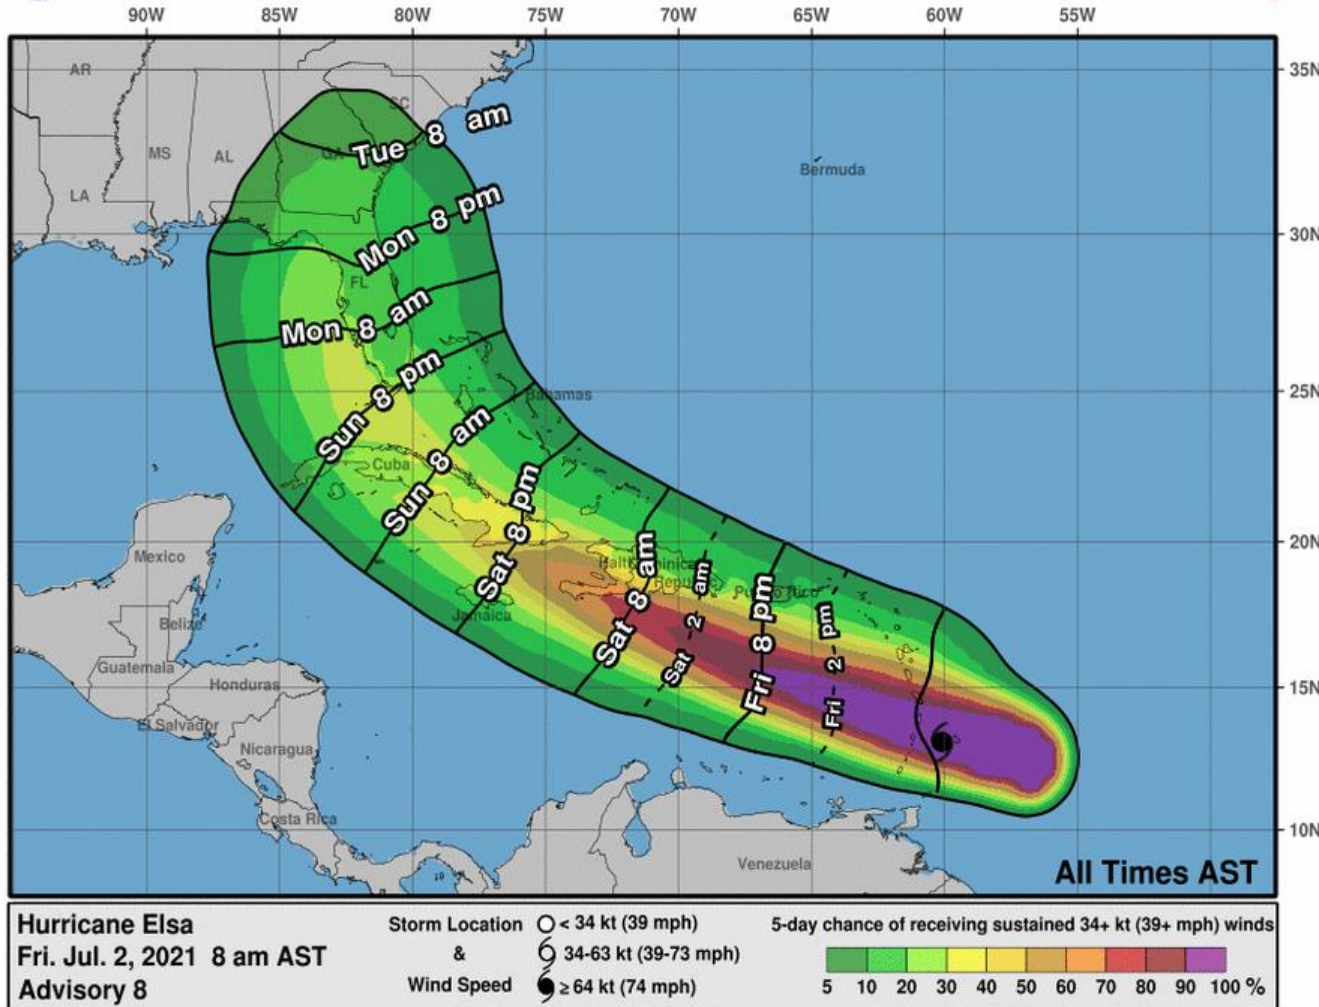 90W 85W 80W 75W 70W 65W 60W 55W
35N
AR
SC
am
8
Tue
GA
MS
AL
Bermuda
LA
pm
8
Mon
30N
FL
am
8
Mon
pm
8
Sun
25N
Bahamas
am
8
Sun
Cuba
pm
8
Sat
20N
Mexico
Haiti
Dominican
Republic
Puerto Rico
am
8
Sat
am
2
Sat
pm
8
Fri
pm
2
Fri
Jamaica
Belize
Guatemala
Honduras
15N
El Salvador
Nicaragua
Costa Rica
10N
Venezuela
All Times AST
Hurricane Elsa
Fri. Jul. 2, 2021 8 am AST
Advisory 8
Storm Location
&
Wind Speed
< 34 kt (39 mph)
34-63 kt (39-73 mph)
≥ 64 kt (74 mph)
5-day chance of receiving sustained 34+ kt (39+ mph) winds
5 10 20 30 40 50 60 70 80 90 100 %